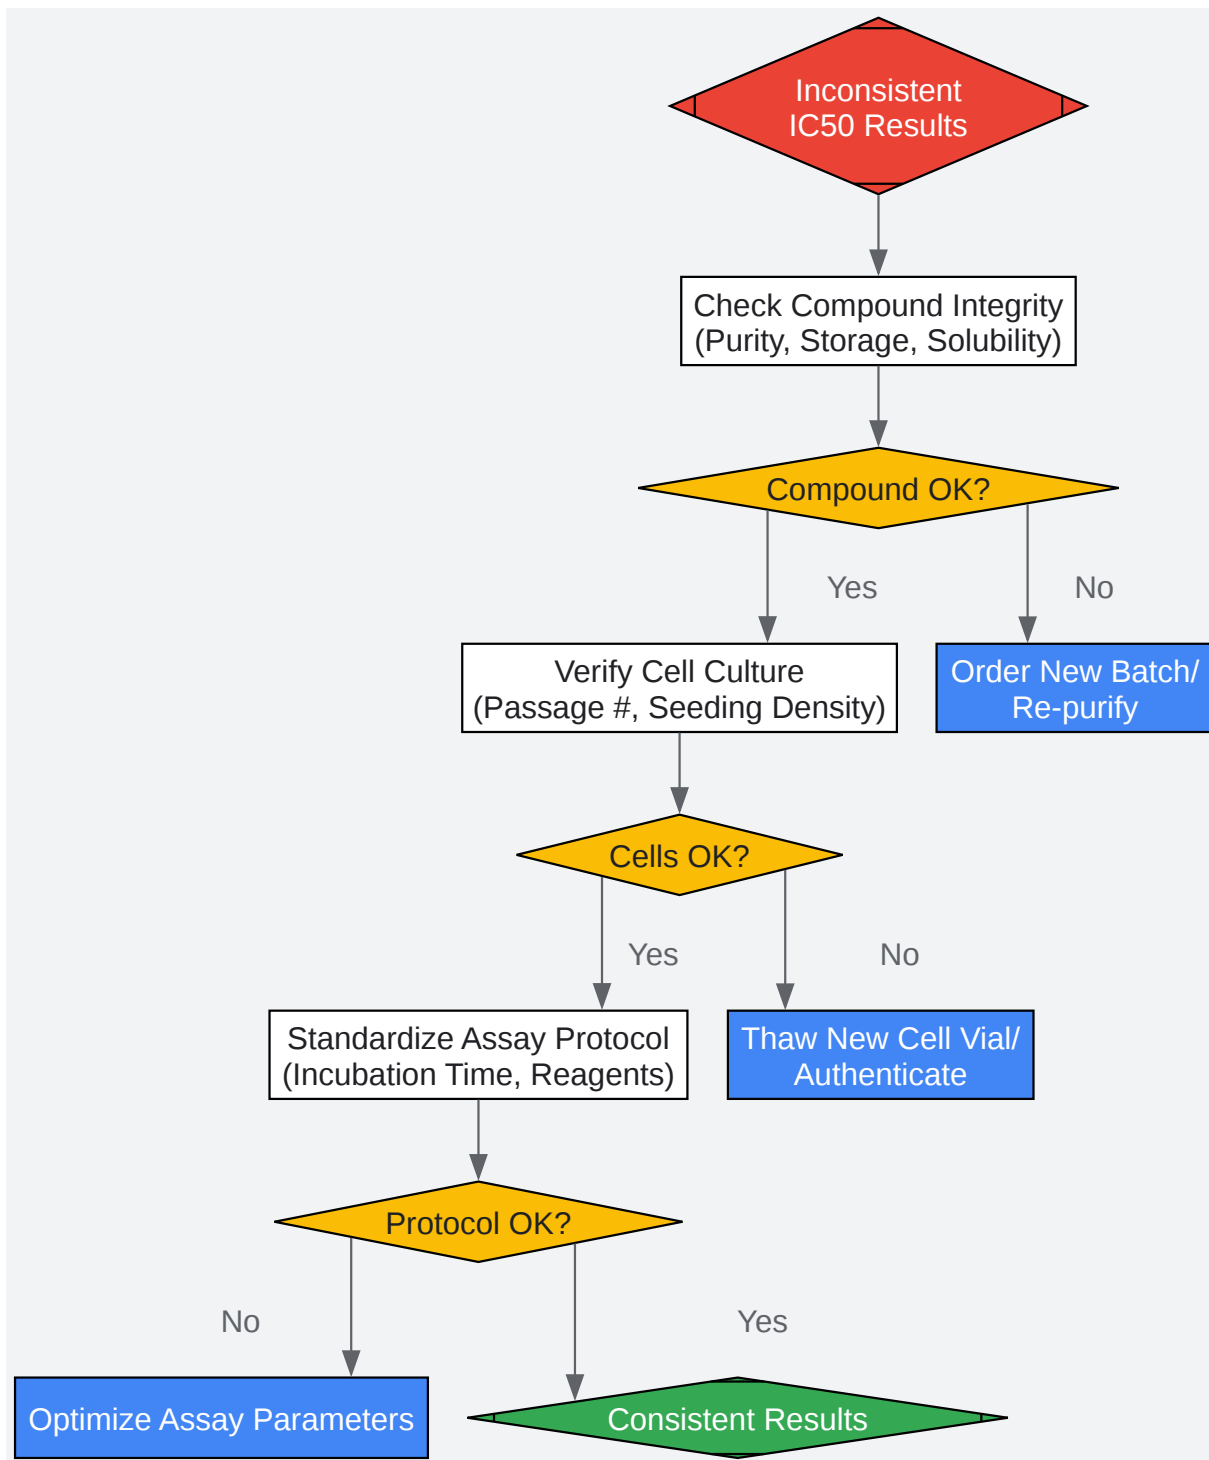 Inconsistent
IC50 Results
Check Compound Integrity
(Purity, Storage, Solubility)
Compound OK?
Yes
No
Verify Cell Culture
(Passage #, Seeding Density)
Order New Batch/
Re-purify
Cells OK?
Yes
No
Standardize Assay Protocol
(Incubation Time, Reagents)
Thaw New Cell Vial/
Authenticate
Protocol OK?
No
Yes
Optimize Assay Parameters
Consistent Results